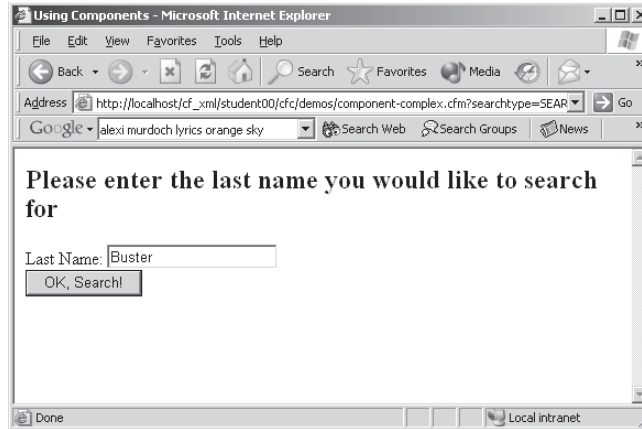 Using Components - Microsoft Internet Explorer
File Edit View Favorites Tools Help
Back Search Favorites Media »
Address http://localhost/cf_xml/student00/cfc/demos/component-complex.cfm?searchtype=SEAR Go
Google alexi murdoch lyrics orange sky Search Web Search Groups News »
Please enter the last name you would like to search
for
Last Name: Buster
OK, Search!
Done Local intranet